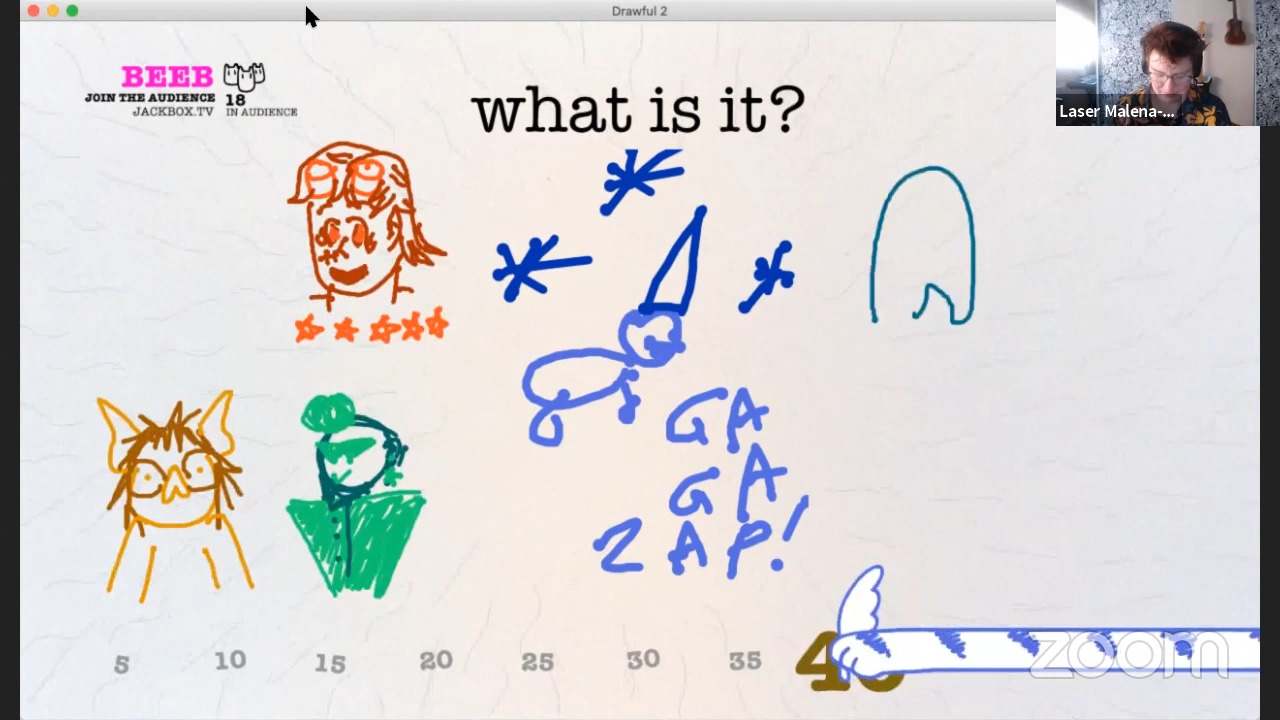 Drawful 2
BEEB
JOIN THE AUDIENCE
JACKBOX.TV
18
IN AUDIENCE
what is it?
Laser Malena-...
GA
GA
ZAP!
5 10 15 20 25 30 35
zoom